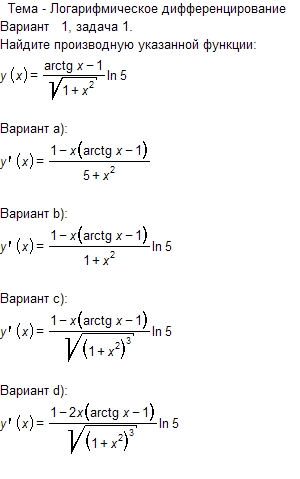 Тема - Логарифмическое дифференцирование
Вариант 1, задача 1.
Найдите производную указанной функции:
y (x) = (arctg x − 1) / √(1 + x²) ln 5
Вариант a):
y' (x) = (1 − x(arctg x − 1)) / (5 + x²)
Вариант b):
y' (x) = (1 − x(arctg x − 1)) / (1 + x²) ln 5
Вариант c):
y' (x) = (1 − x(arctg x − 1)) / √((1 + x²)³) ln 5
Вариант d):
y' (x) = (1 − 2x(arctg x − 1)) / √((1 + x²)³) ln 5